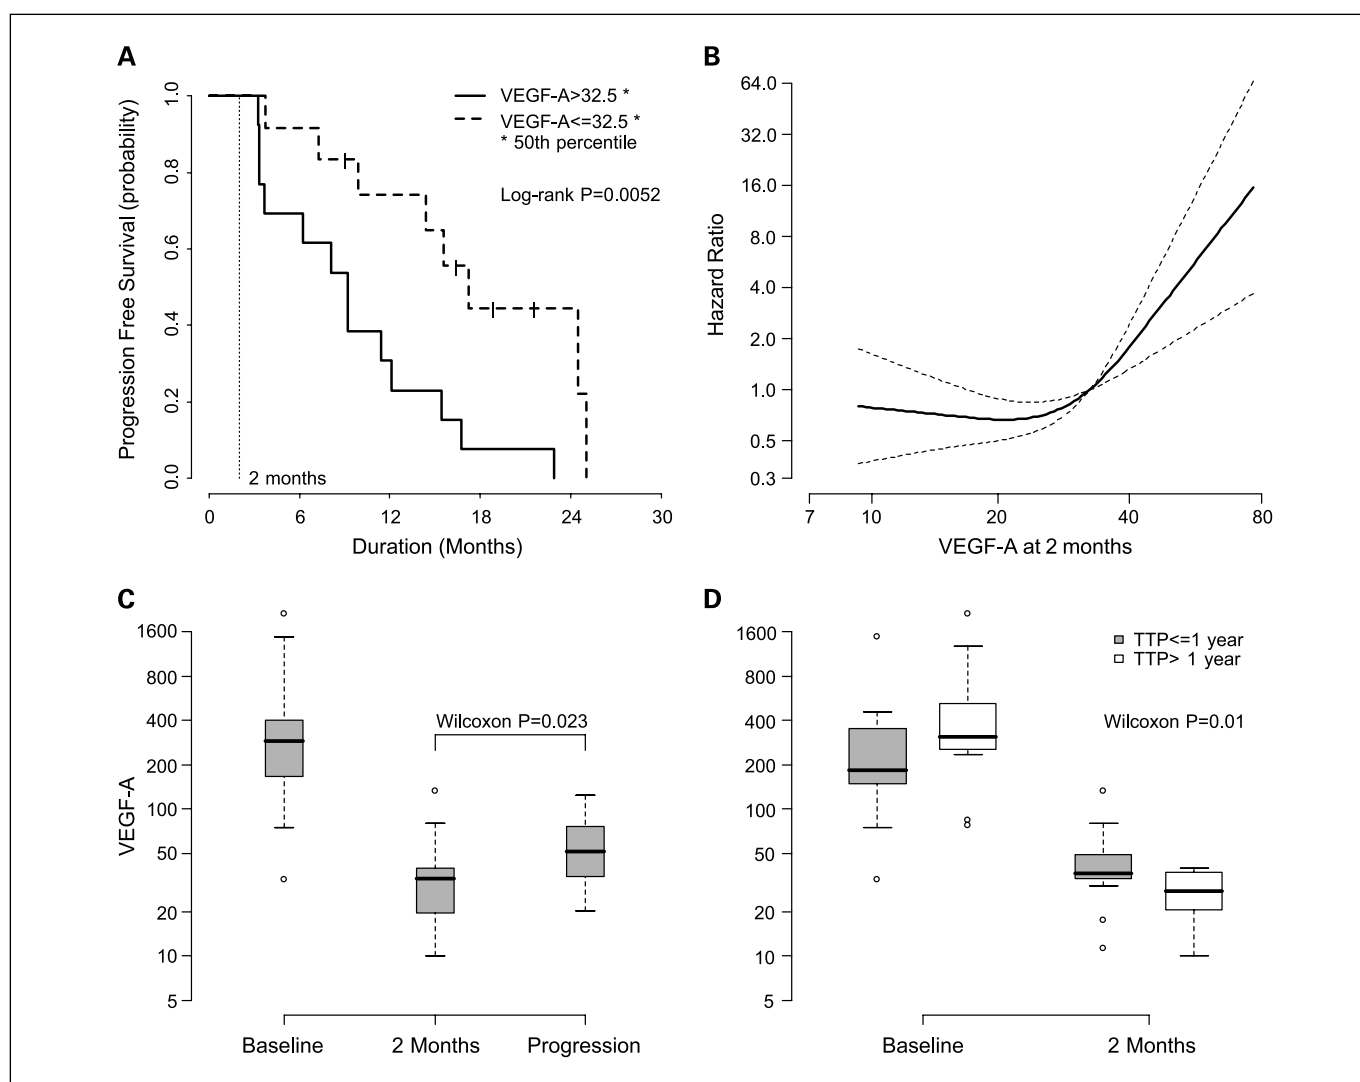 A
Progression Free Survival (probability)
1.0
0.8
0.6
0.4
0.2
0.0
VEGF-A>32.5 *
VEGF-A<=32.5 *
* 50th percentile
Log-rank P=0.0052
2 months
0 6 12 18 24 30
Duration (Months)
B
Hazard Ratio
64.0
32.0
16.0
8.0
4.0
2.0
1.0
0.5
0.3
7 10 20 40 80
VEGF-A at 2 months
C
VEGF-A
1600
800
400
200
100
50
20
10
5
Wilcoxon P=0.023
Baseline 2 Months Progression
D
1600
800
400
200
100
50
20
10
5
TTP<=1 year
TTP> 1 year
Wilcoxon P=0.01
Baseline 2 Months